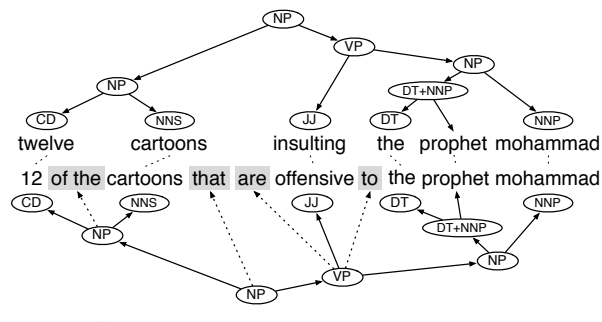 NP
VP
NP
NP
DT+NNP
CD NNS JJ DT NNP
twelve cartoons insulting the prophet mohammad
12 of the cartoons that are offensive to the prophet mohammad
CD NNS JJ DT NNP
DT+NNP
NP
NP
VP
NP